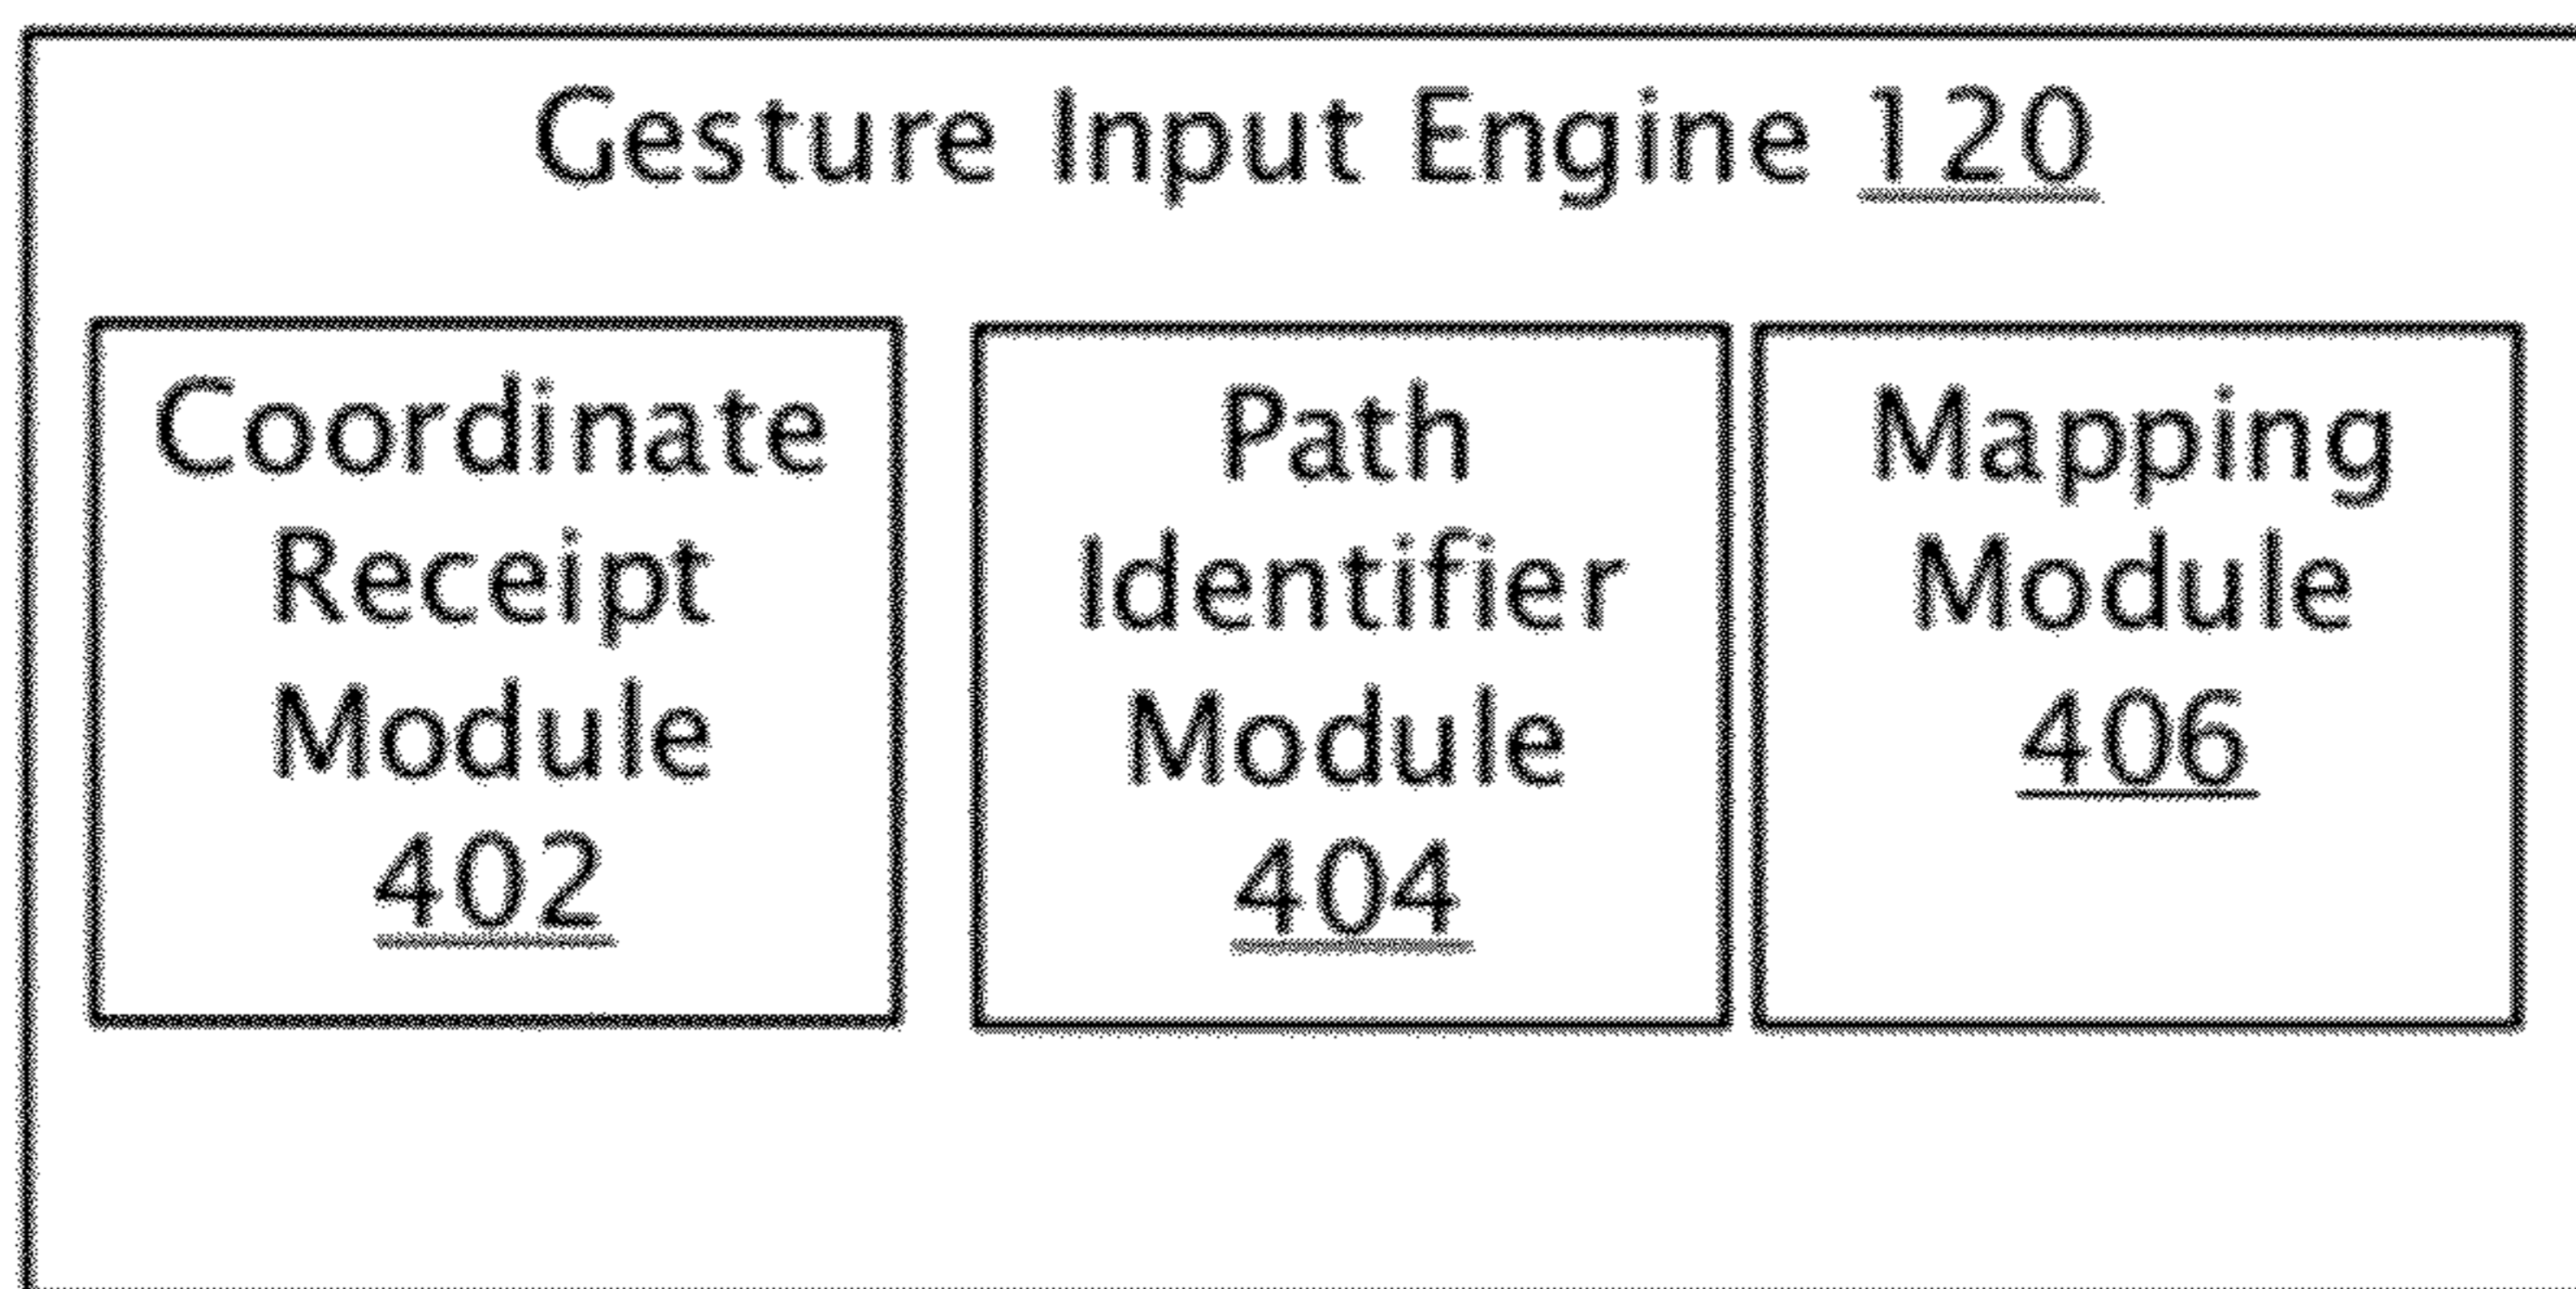 Gesture Input Engine 120
Coordinate
Receipt
Module
402
Path
Identifier
Module
404
Mapping
Module
406